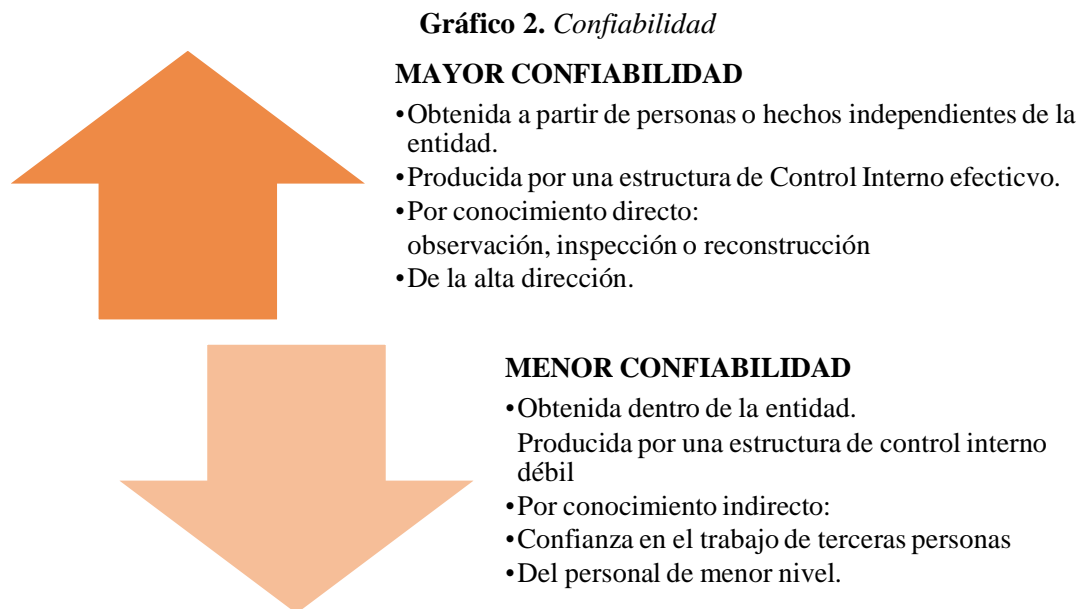 Gráfico 2. Confiabilidad
MAYOR CONFIABILIDAD
•Obtenida a partir de personas o hechos independientes de la
entidad.
•Producida por una estructura de Control Interno efecticvo.
•Por conocimiento directo:
observación, inspección o reconstrucción
•De la alta dirección.
MENOR CONFIABILIDAD
•Obtenida dentro de la entidad.
Producida por una estructura de control interno
débil
•Por conocimiento indirecto:
•Confianza en el trabajo de terceras personas
•Del personal de menor nivel.